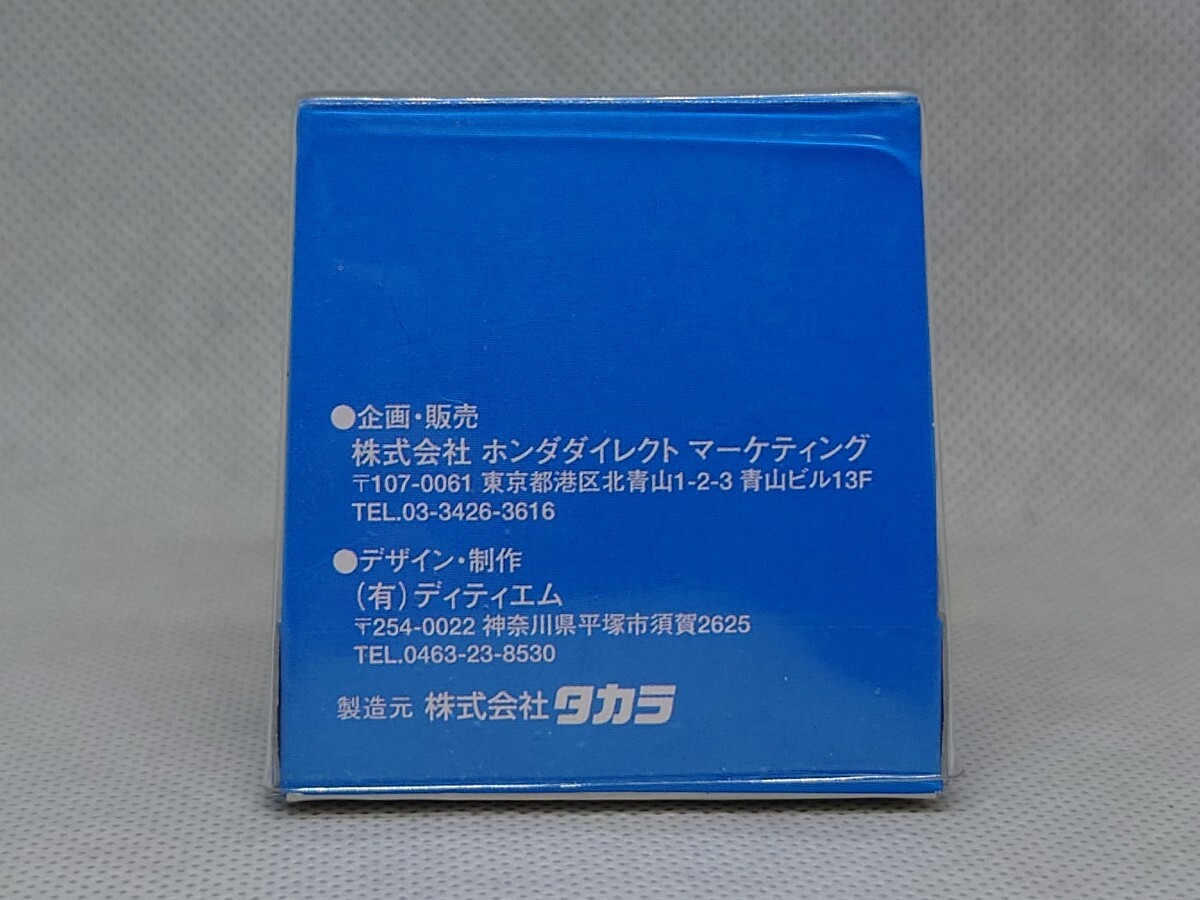 ●企画・販売
株式会社 ホンダダイレクト マーケティング
〒107-0061 東京都港区北青山1-2-3 青山ビル13F
TEL.03-3426-3616
●デザイン・制作
(有)ディティエム
〒254-0022 神奈川県平塚市須賀2625
TEL.0463-23-8530
製造元 株式会社タカラ